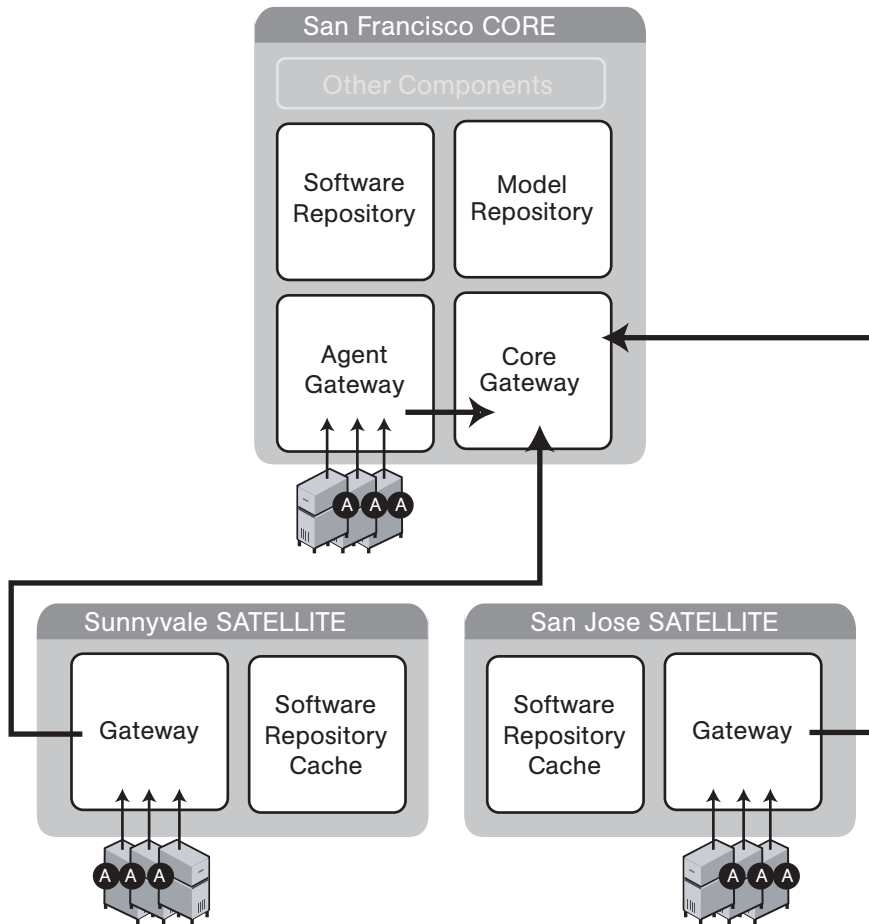 San Francisco CORE
Other Components
Software
Repository
Model
Repository
Agent
Gateway
Core
Gateway
A A A
Sunnyvale SATELLITE
Gateway
Software
Repository
Cache
A A A
San Jose SATELLITE
Software
Repository
Cache
Gateway
A A A